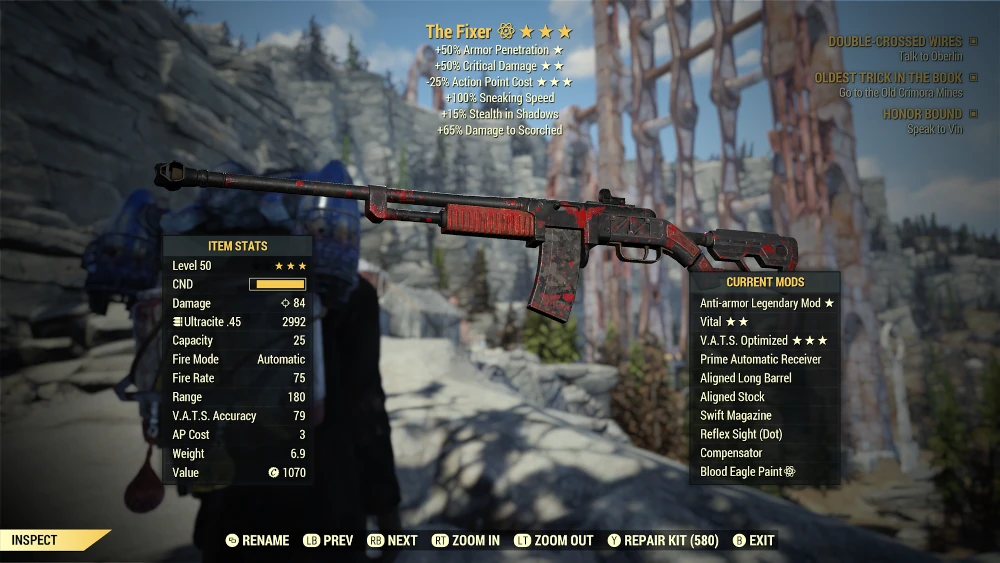 The Fixer ★ ★ ★
+50% Armor Penetration ★
+50% Critical Damage ★ ★
-25% Action Point Cost ★ ★ ★
+100% Sneaking Speed
+15% Stealth in Shadows
+65% Damage to Scorched
DOUBLE-CROSSED WIRES
Talk to Oberlin
OLDEST TRICK IN THE BOOK
Go to the Old Crimora Mines
HONOR BOUND
Speak to Vin
ITEM STATS
Level 50 ★ ★ ★
CND
Damage 84
Ultracite .45 2992
Capacity 25
Fire Mode Automatic
Fire Rate 75
Range 180
V.A.T.S. Accuracy 79
AP Cost 3
Weight 6.9
Value 1070
CURRENT MODS
Anti-armor Legendary Mod ★
Vital ★ ★
V.A.T.S. Optimized ★ ★ ★
Prime Automatic Receiver
Aligned Long Barrel
Aligned Stock
Swift Magazine
Reflex Sight (Dot)
Compensator
Blood Eagle Paint
INSPECT
RENAME LB PREV RB NEXT RT ZOOM IN LT ZOOM OUT Y REPAIR KIT (580) B EXIT